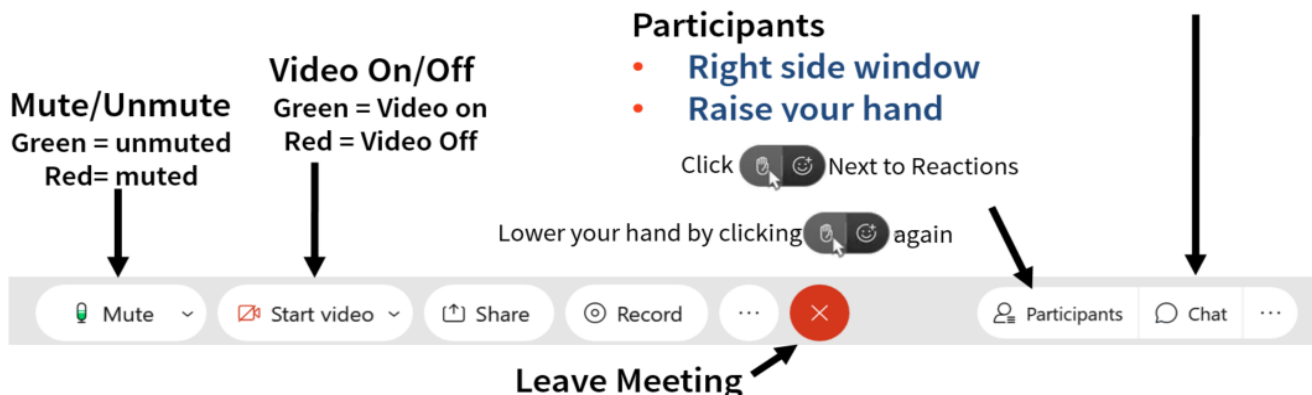 Participants
• Right side window
• Raise your hand
Click Next to Reactions
Lower your hand by clicking again
Video On/Off
Green = Video on
Red = Video Off
Mute/Unmute
Green = unmuted
Red= muted
Mute
Start video
Share
Record
...
Participants
Chat
...
Leave Meeting